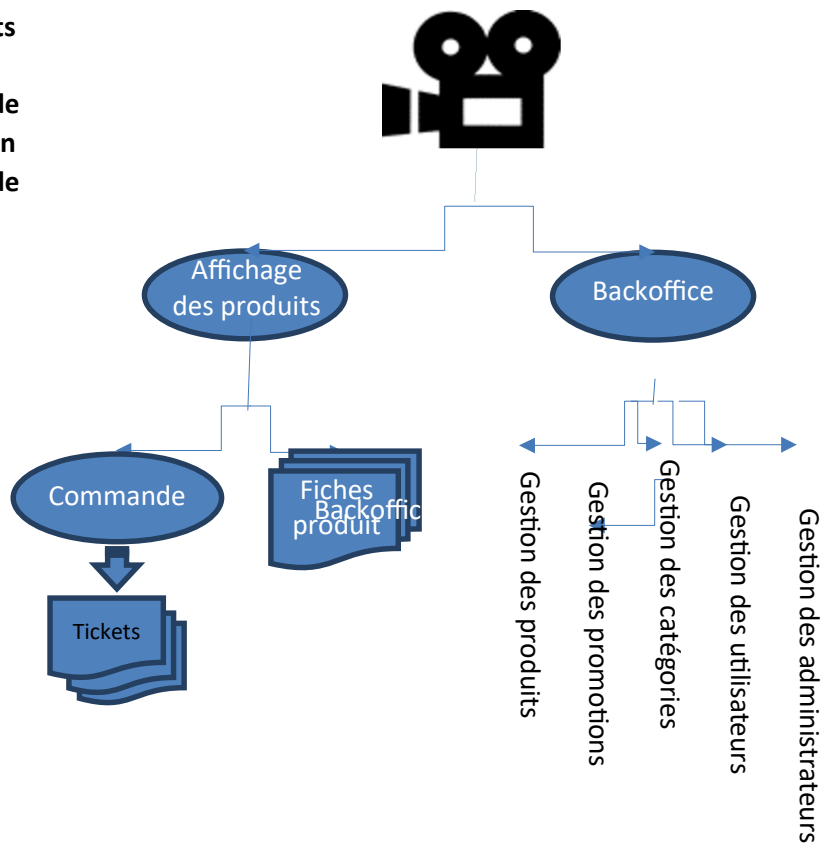 ts
le
n
le
Affichage
des produits
Backoffice
Commande
Fiches
produit
Backoffic
Tickets
Gestion des produits
Gestion des promotions
Gestion des catégories
Gestion des utilisateurs
Gestion des administrateurs